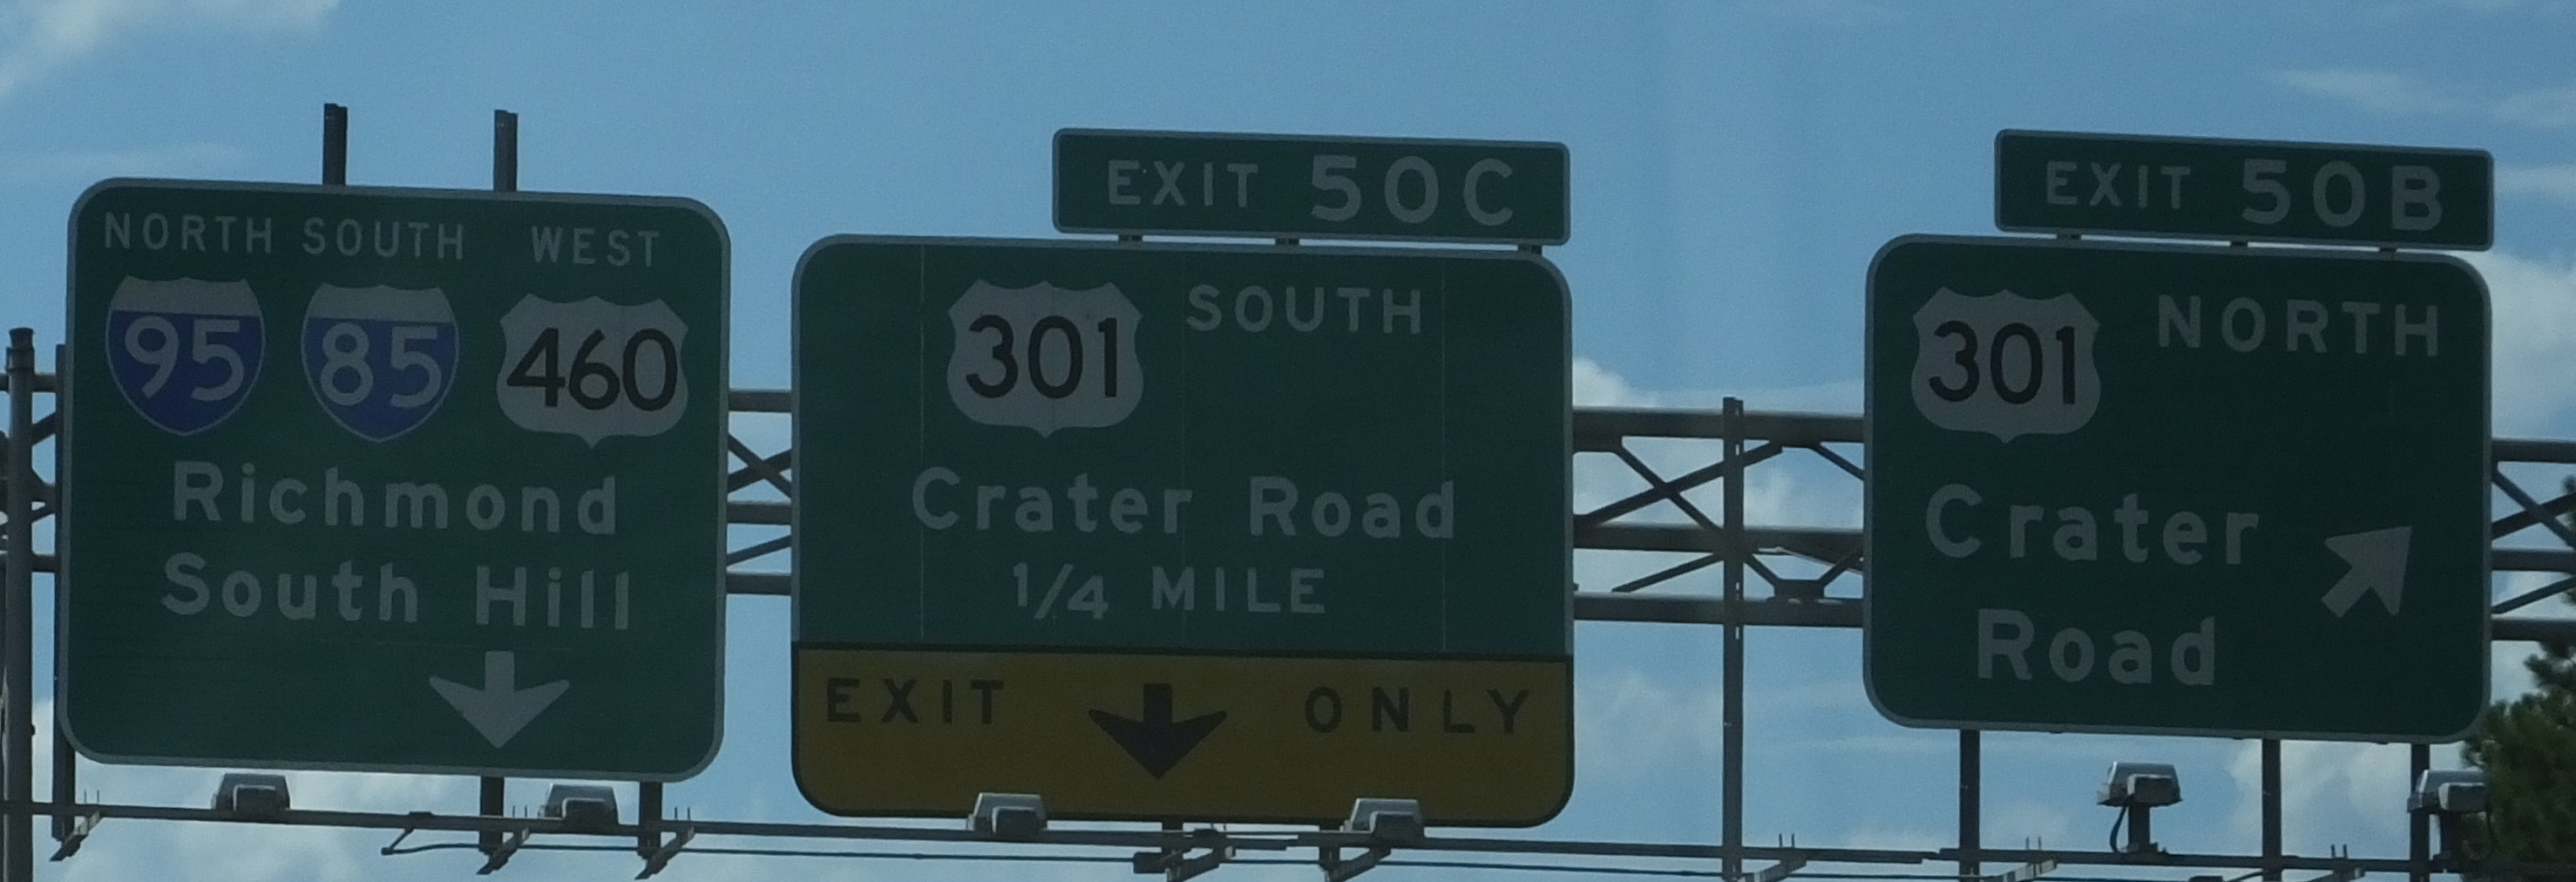 NORTH SOUTH WEST
95 85 460
Richmond
South Hill
EXIT 50C
301 SOUTH
Crater Road
1/4 MILE
EXIT ONLY
EXIT 50B
301 NORTH
Crater
Road